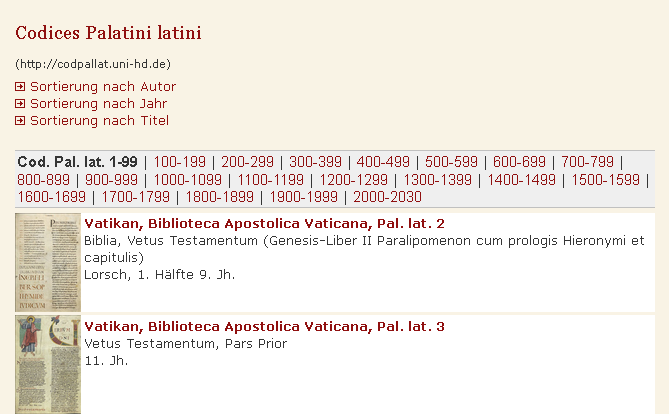 Codices Palatini latini
(http://codpallat.uni-hd.de)
Sortierung nach Autor
Sortierung nach Jahr
Sortierung nach Titel
Cod. Pal. lat. 1-99 | 100-199 | 200-299 | 300-399 | 400-499 | 500-599 | 600-699 | 700-799 |
800-899 | 900-999 | 1000-1099 | 1100-1199 | 1200-1299 | 1300-1399 | 1400-1499 | 1500-1599 |
1600-1699 | 1700-1799 | 1800-1899 | 1900-1999 | 2000-2030
Vatikan, Biblioteca Apostolica Vaticana, Pal. lat. 2
Biblia, Vetus Testamentum (Genesis-Liber II Paralipomenon cum prologis Hieronymi et
capitulis)
Lorsch, 1. Hälfte 9. Jh.
Vatikan, Biblioteca Apostolica Vaticana, Pal. lat. 3
Vetus Testamentum, Pars Prior
11. Jh.